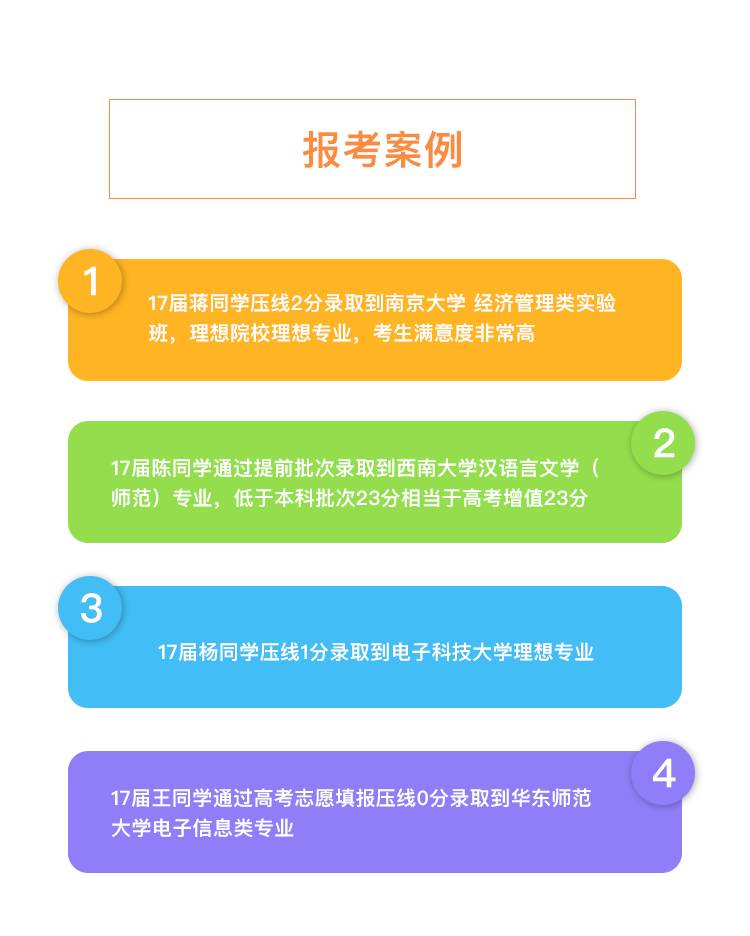 报考案例
1
17届蒋同学压线2分录取到南京大学 经济管理类实验
班，理想院校理想专业，考生满意度非常高
2
17届陈同学通过提前批次录取到西南大学汉语言文学（
师范）专业，低于本科批次23分相当于高考增值23分
3
17届杨同学压线1分录取到电子科技大学理想专业
4
17届王同学通过高考志愿填报压线0分录取到华东师范
大学电子信息类专业